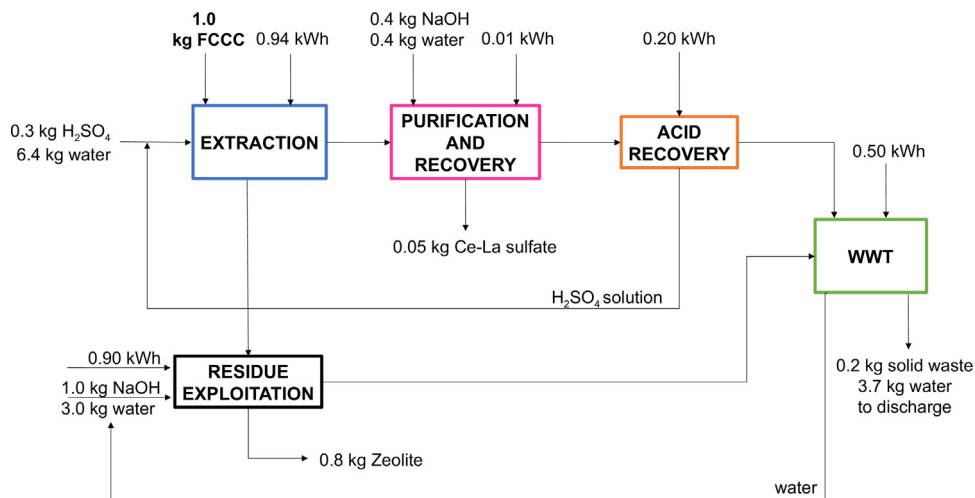 1.0
kg FCCC
0.94 kWh
0.4 kg NaOH
0.4 kg water
0.01 kWh
0.20 kWh
0.3 kg H₂SO₄
6.4 kg water
EXTRACTION
PURIFICATION
AND
RECOVERY
ACID
RECOVERY
0.50 kWh
0.05 kg Ce-La sulfate
WWT
H₂SO₄ solution
0.90 kWh
1.0 kg NaOH
3.0 kg water
RESIDUE
EXPLOITATION
0.2 kg solid waste
3.7 kg water
to discharge
0.8 kg Zeolite
water